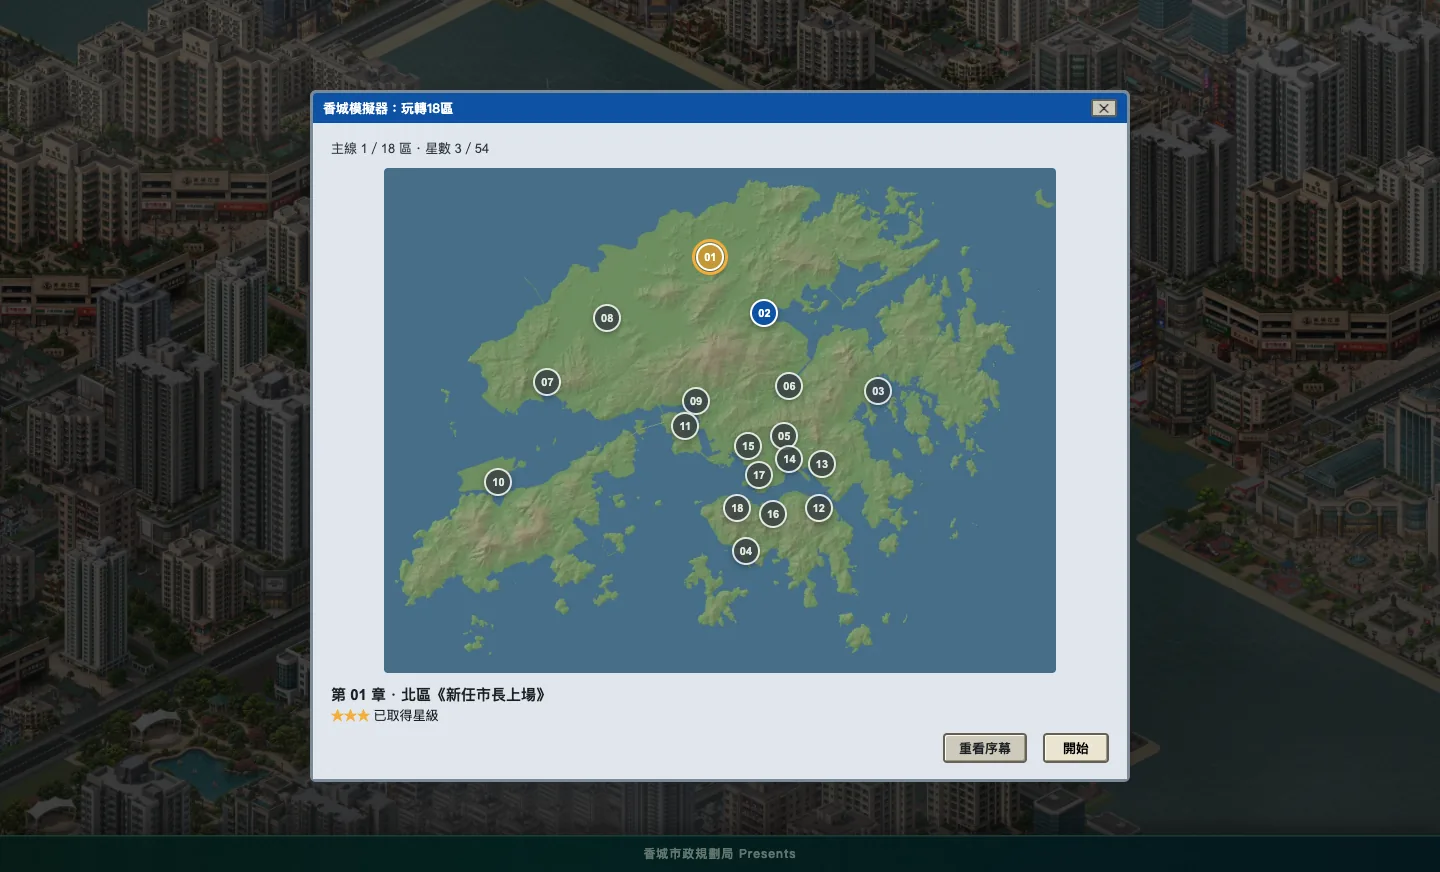 香城模擬器：玩轉18區
主線 1 / 18 區 · 星數 3 / 54
01
02
08
07
06
03
09
11
05
15
14
13
17
10
18
16
12
04
第 01 章 · 北區《新任市長上場》
★★★ 已取得星級
重看序幕
開始
香城市政規劃局 Presents